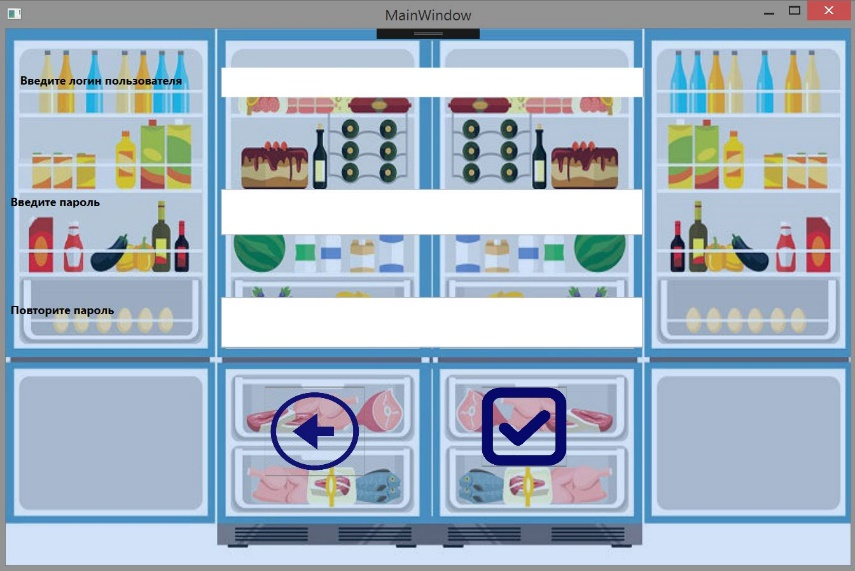 MainWindow
Введите логин пользователя
Введите пароль
Повторите пароль